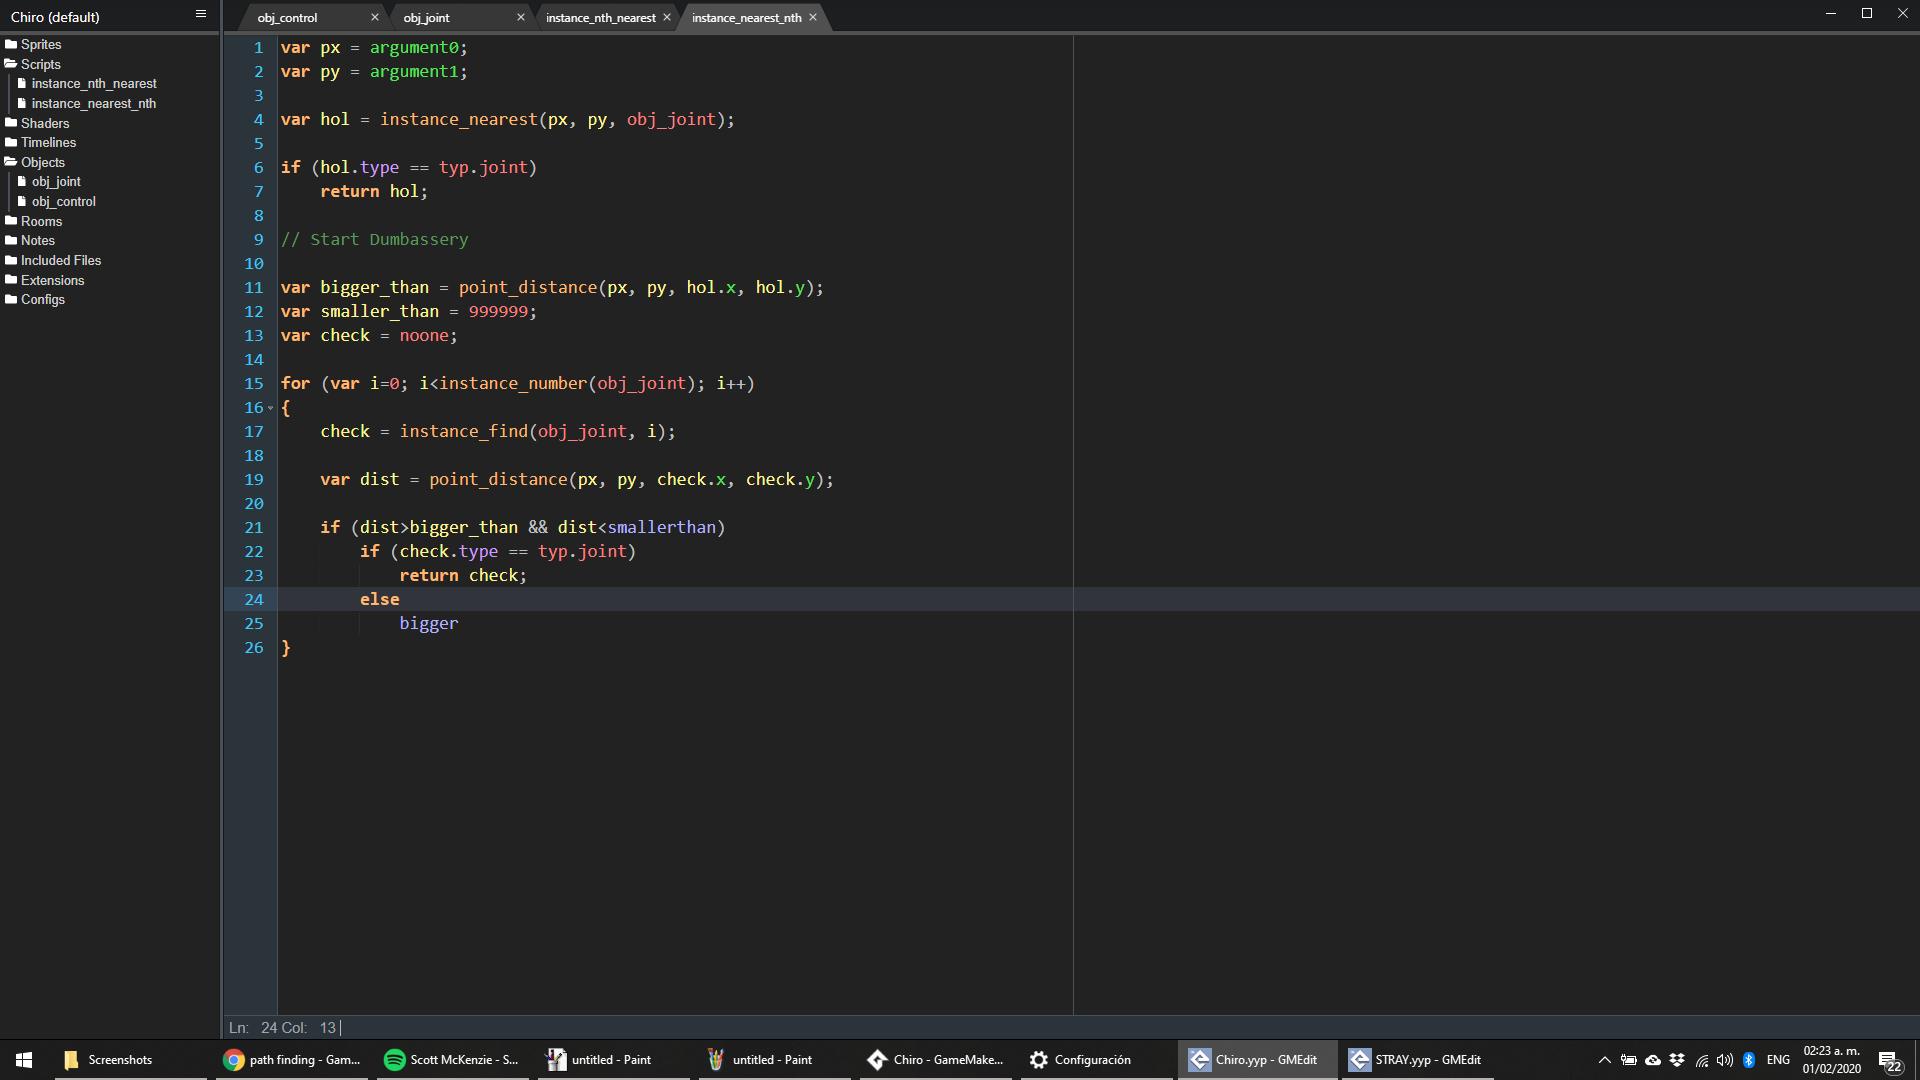 Chiro (default)
obj_control
obj_joint
instance_nth_nearest
instance_nearest_nth
Sprites
Scripts
instance_nth_nearest
instance_nearest_nth
Shaders
Timelines
Objects
obj_joint
obj_control
Rooms
Notes
Included Files
Extensions
Configs
1 var px = argument0;
2 var py = argument1;
3
4 var hol = instance_nearest(px, py, obj_joint);
5
6 if (hol.type == typ.joint)
7     return hol;
8
9 // Start Dumbassery
10
11 var bigger_than = point_distance(px, py, hol.x, hol.y);
12 var smaller_than = 999999;
13 var check = noone;
14
15 for (var i=0; i<instance_number(obj_joint); i++)
16 {
17     check = instance_find(obj_joint, i);
18
19     var dist = point_distance(px, py, check.x, check.y);
20
21     if (dist>bigger_than && dist<smallerthan)
22         if (check.type == typ.joint)
23             return check;
24         else
25             bigger
26 }
Ln: 24 Col: 13
Screenshots
path finding - Gam...
Scott McKenzie - S...
untitled - Paint
untitled - Paint
Chiro - GameMake...
Configuración
Chiro.yyp - GMEdit
STRAY.yyp - GMEdit
ENG
02:23 a. m.
01/02/2020
22